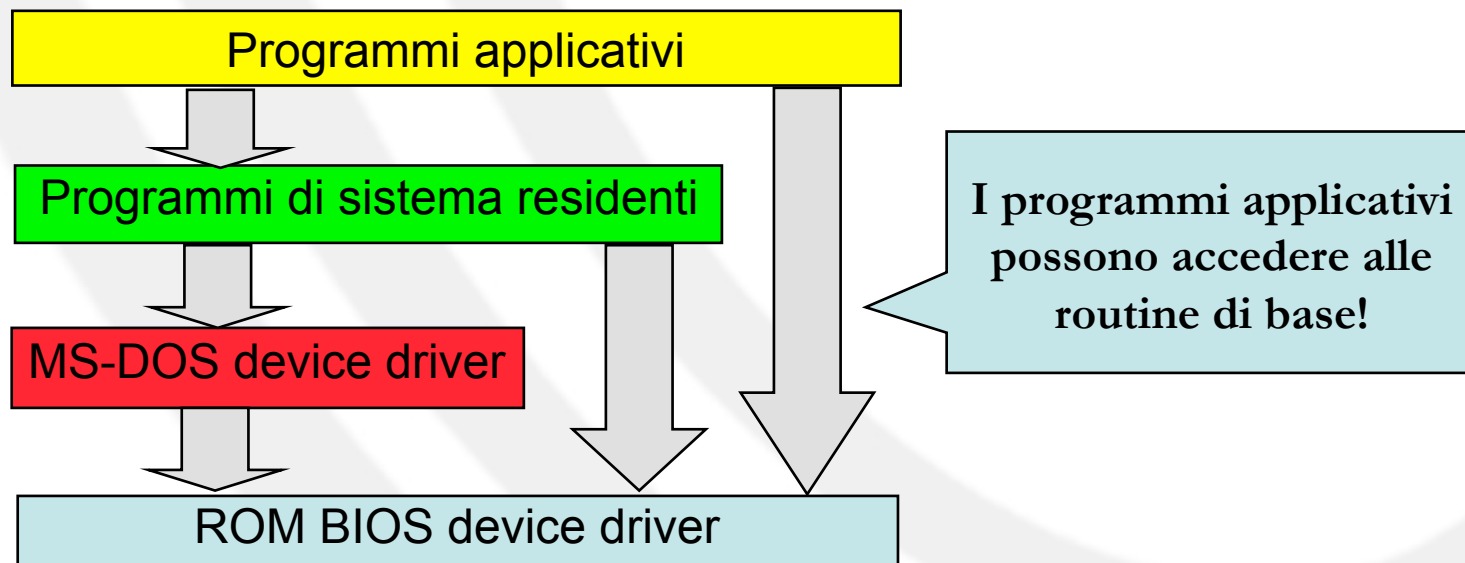 Programmi applicativi
Programmi di sistema residenti
MS-DOS device driver
ROM BIOS device driver
I programmi applicativi
possono accedere alle
routine di base!